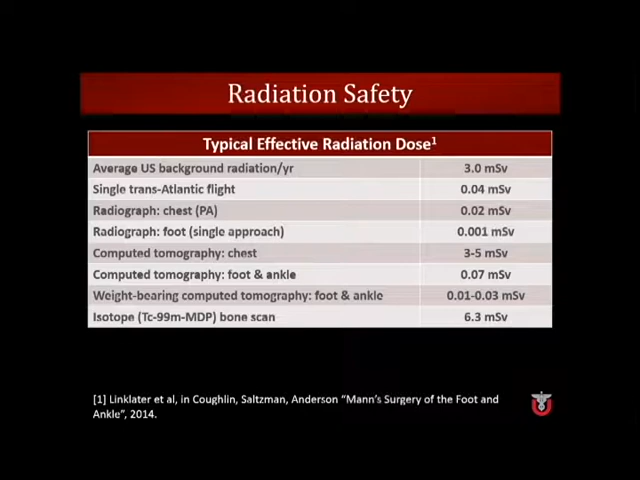 Radiation Safety
Typical Effective Radiation Dose1
Average US background radiation/yr 3.0 mSv
Single trans-Atlantic flight 0.04 mSv
Radiograph: chest (PA) 0.02 mSv
Radiograph: foot (single approach) 0.001 mSv
Computed tomography: chest 3-5 mSv
Computed tomography: foot & ankle 0.07 mSv
Weight-bearing computed tomography: foot & ankle 0.01-0.03 mSv
Isotope (Tc-99m-MDP) bone scan 6.3 mSv
[1] Linklater et al, in Coughlin, Saltzman, Anderson “Mann’s Surgery of the Foot and
Ankle”, 2014.